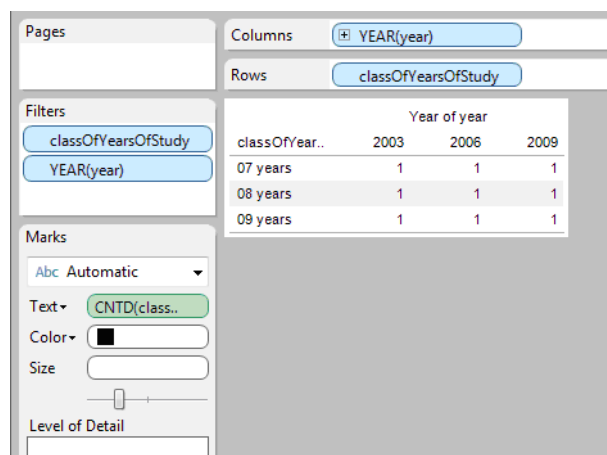 Pages
Columns
YEAR(year)
Rows
classOfYearsOfStudy
Filters
classOfYearsOfStudy
YEAR(year)
Year of year
classOfYear.. 2003 2006 2009
07 years 1 1 1
08 years 1 1 1
09 years 1 1 1
Marks
Abc Automatic
Text CNTD(class..
Color
Size
Level of Detail